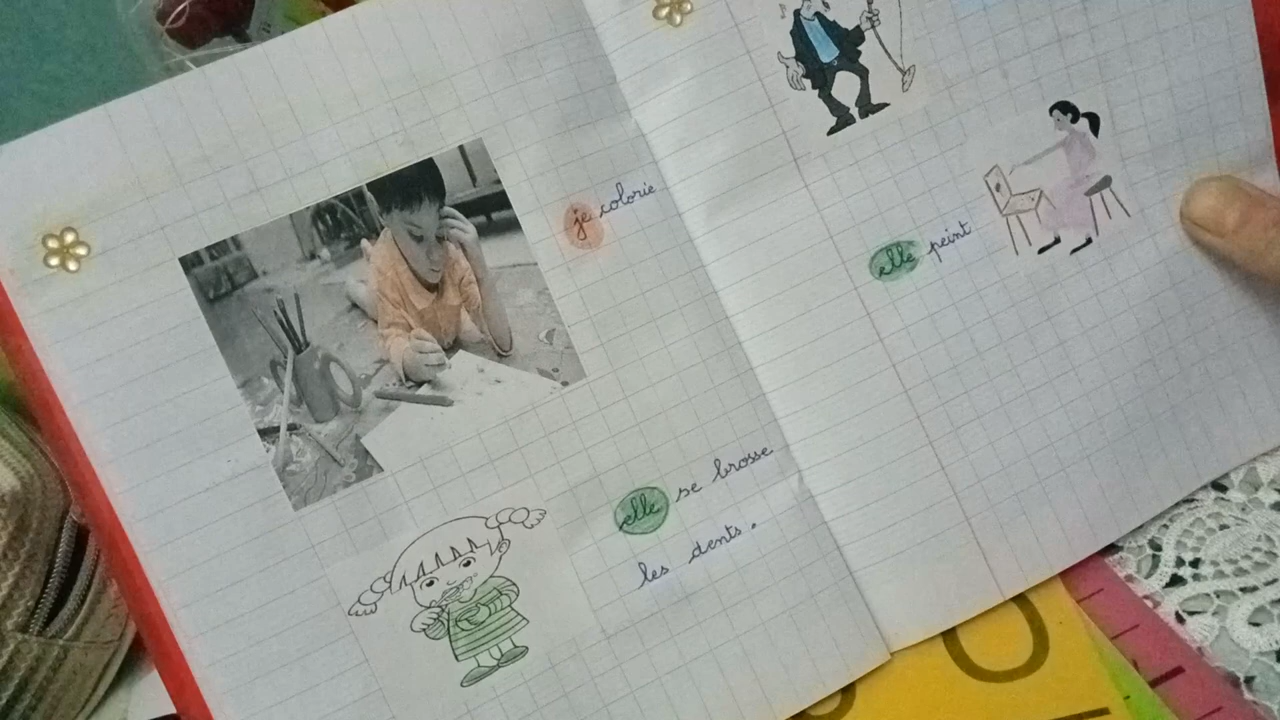 je colorie
elle se brosse
les dents.
elle peint
O